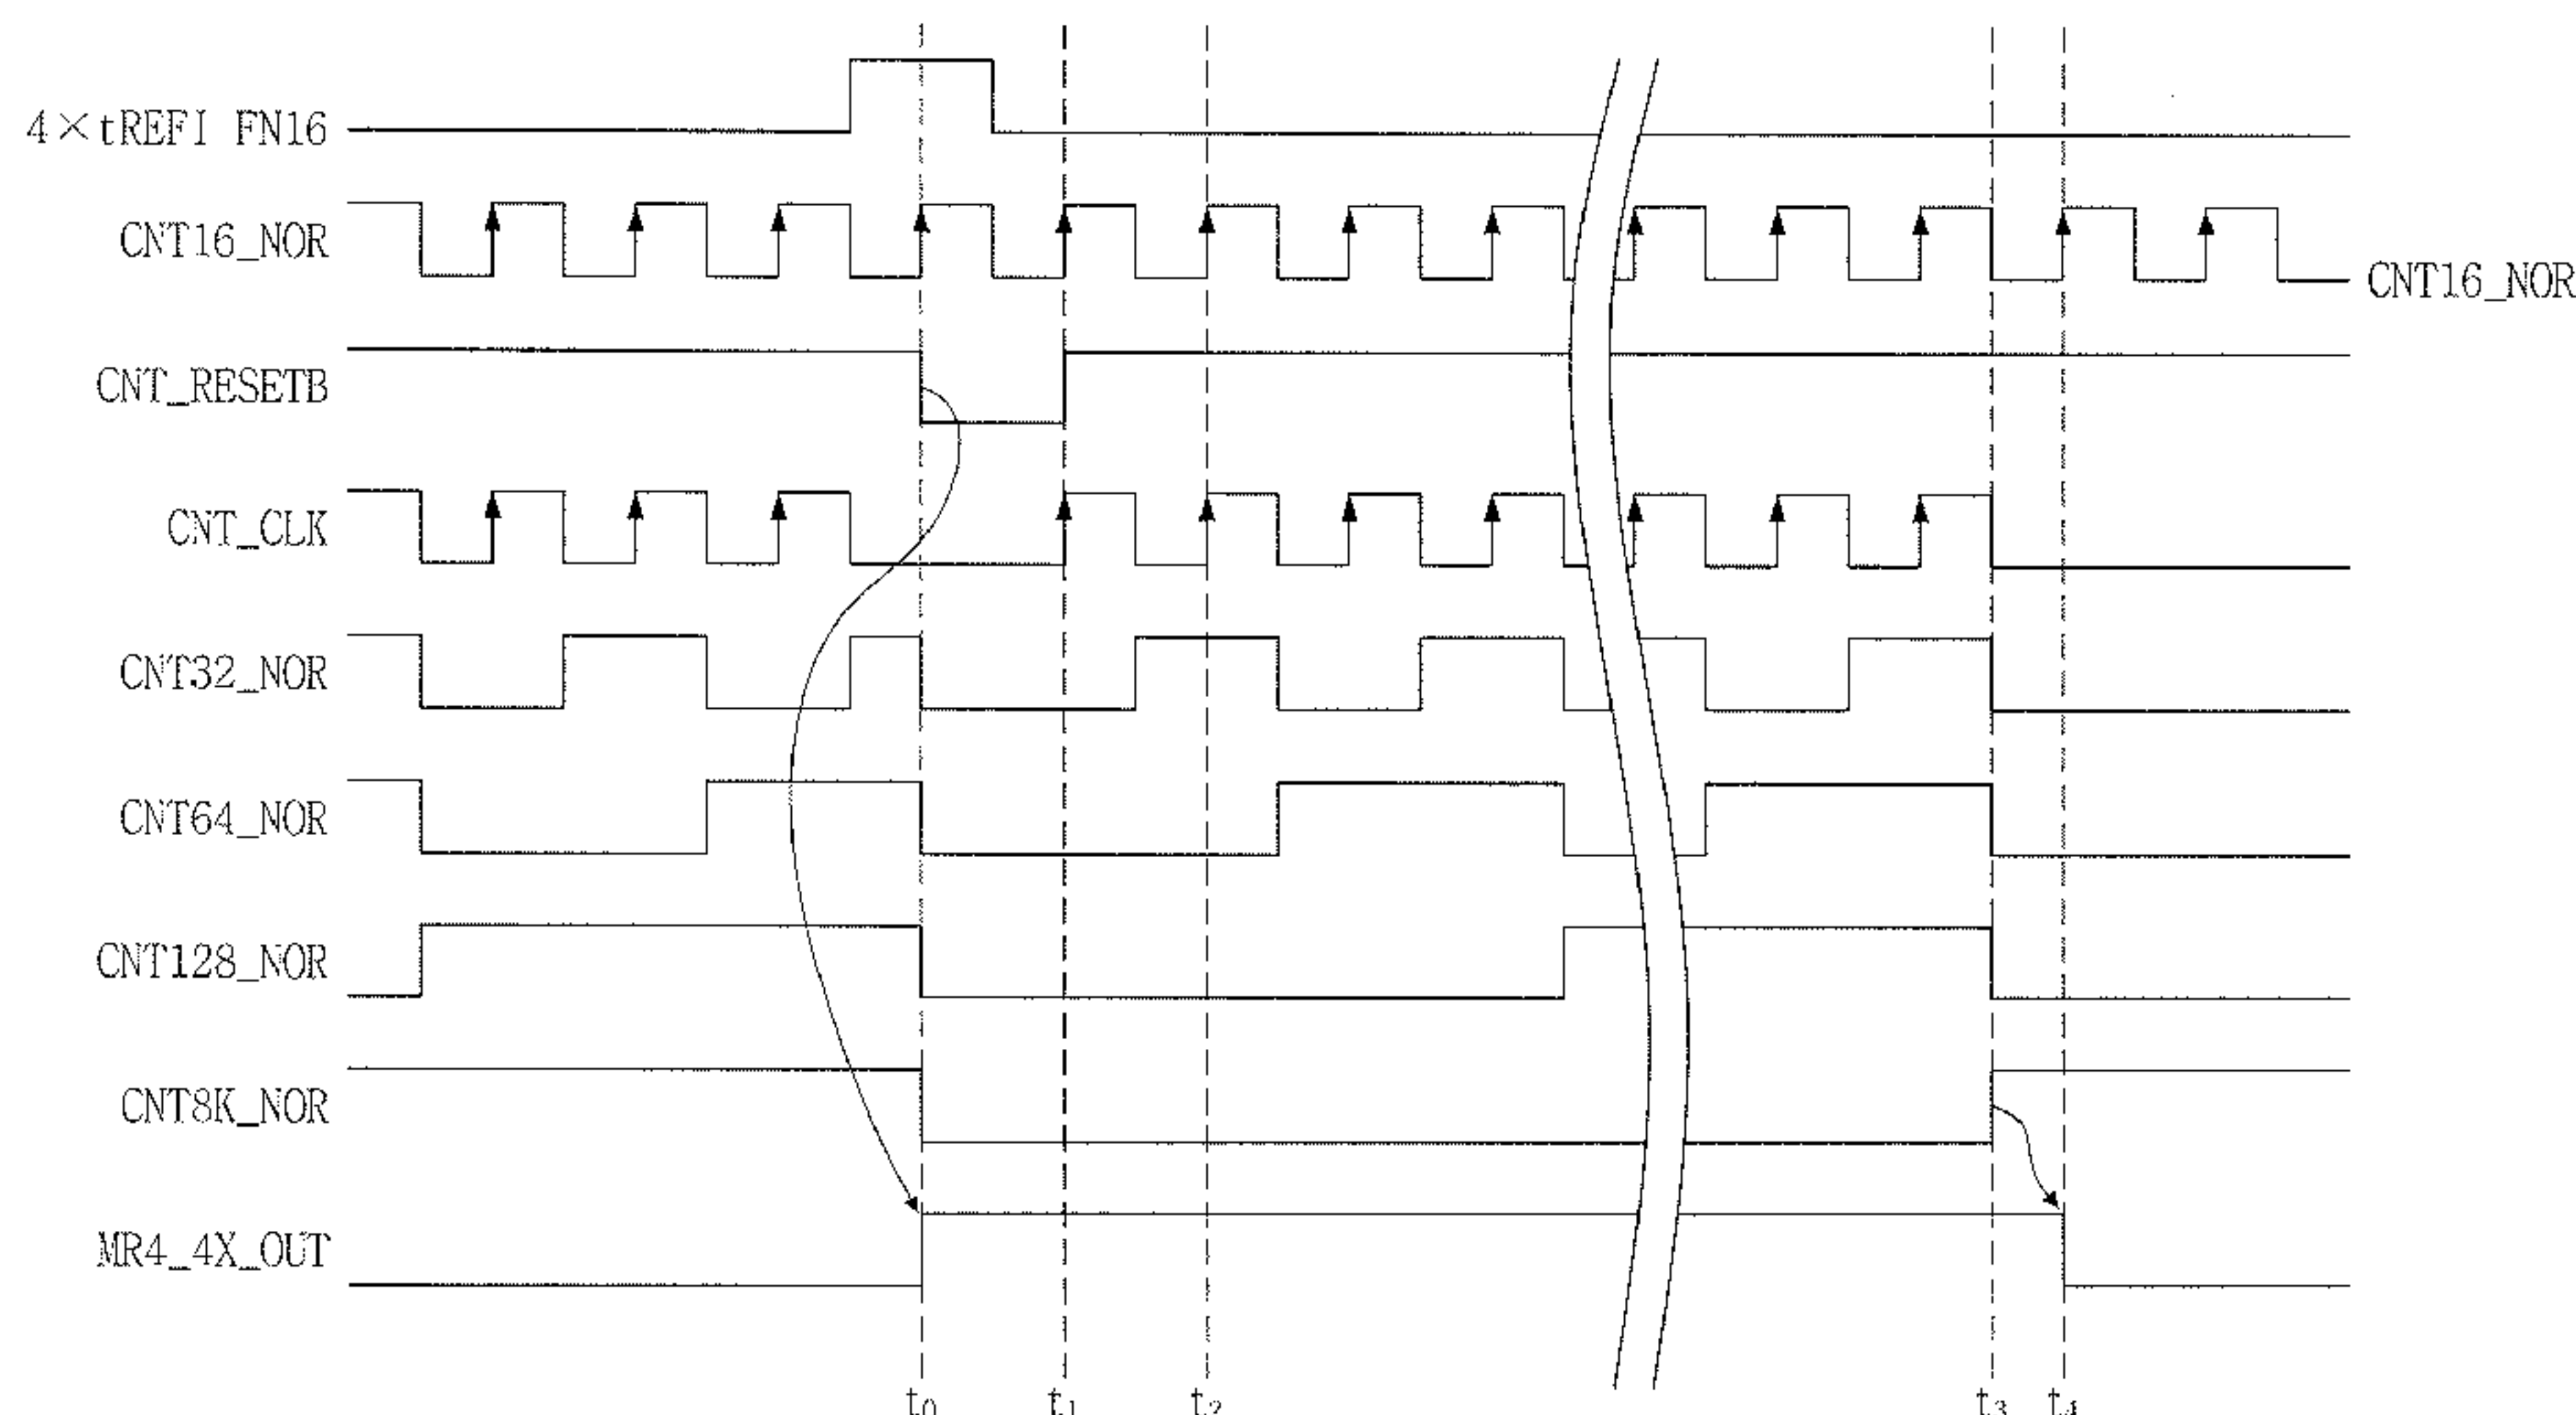 4×tREFI FN16
CNT16_NOR
CNT16_NOR
CNT_RESETB
CNT_CLK
CNT32_NOR
CNT64_NOR
CNT128_NOR
CNT8K_NOR
MR4_4X_OUT
t0 t1 t2 t3 t4